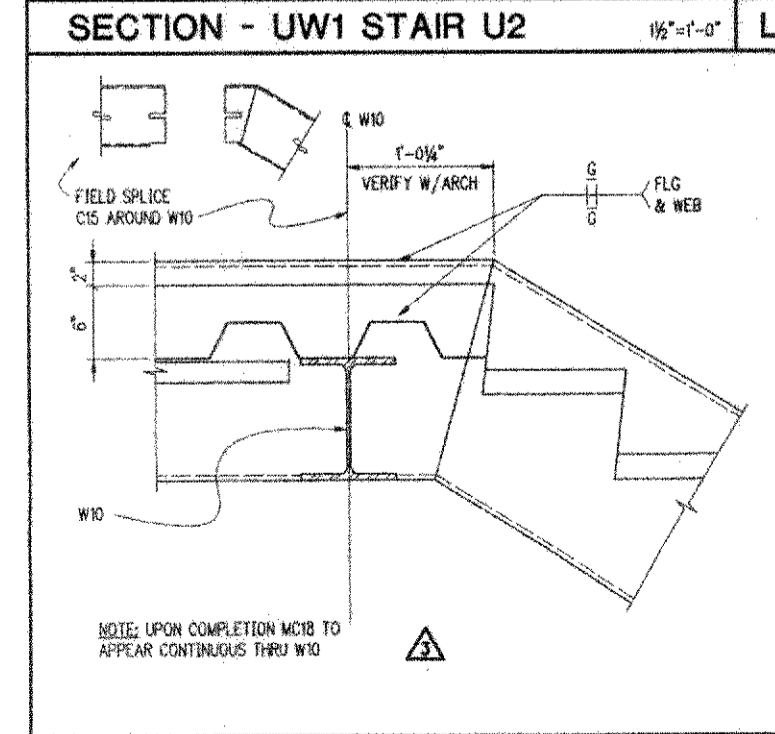 SECTION - UW1 STAIR U2
1½"=1'-0"
L
₵ W10
1'-0¼"
VERIFY W/ARCH
G
G
FLG
& WEB
FIELD SPLICE
C15 AROUND W10
2"
6"
W10
NOTE: UPON COMPLETION MC18 TO
APPEAR CONTINUOUS THRU W10
3